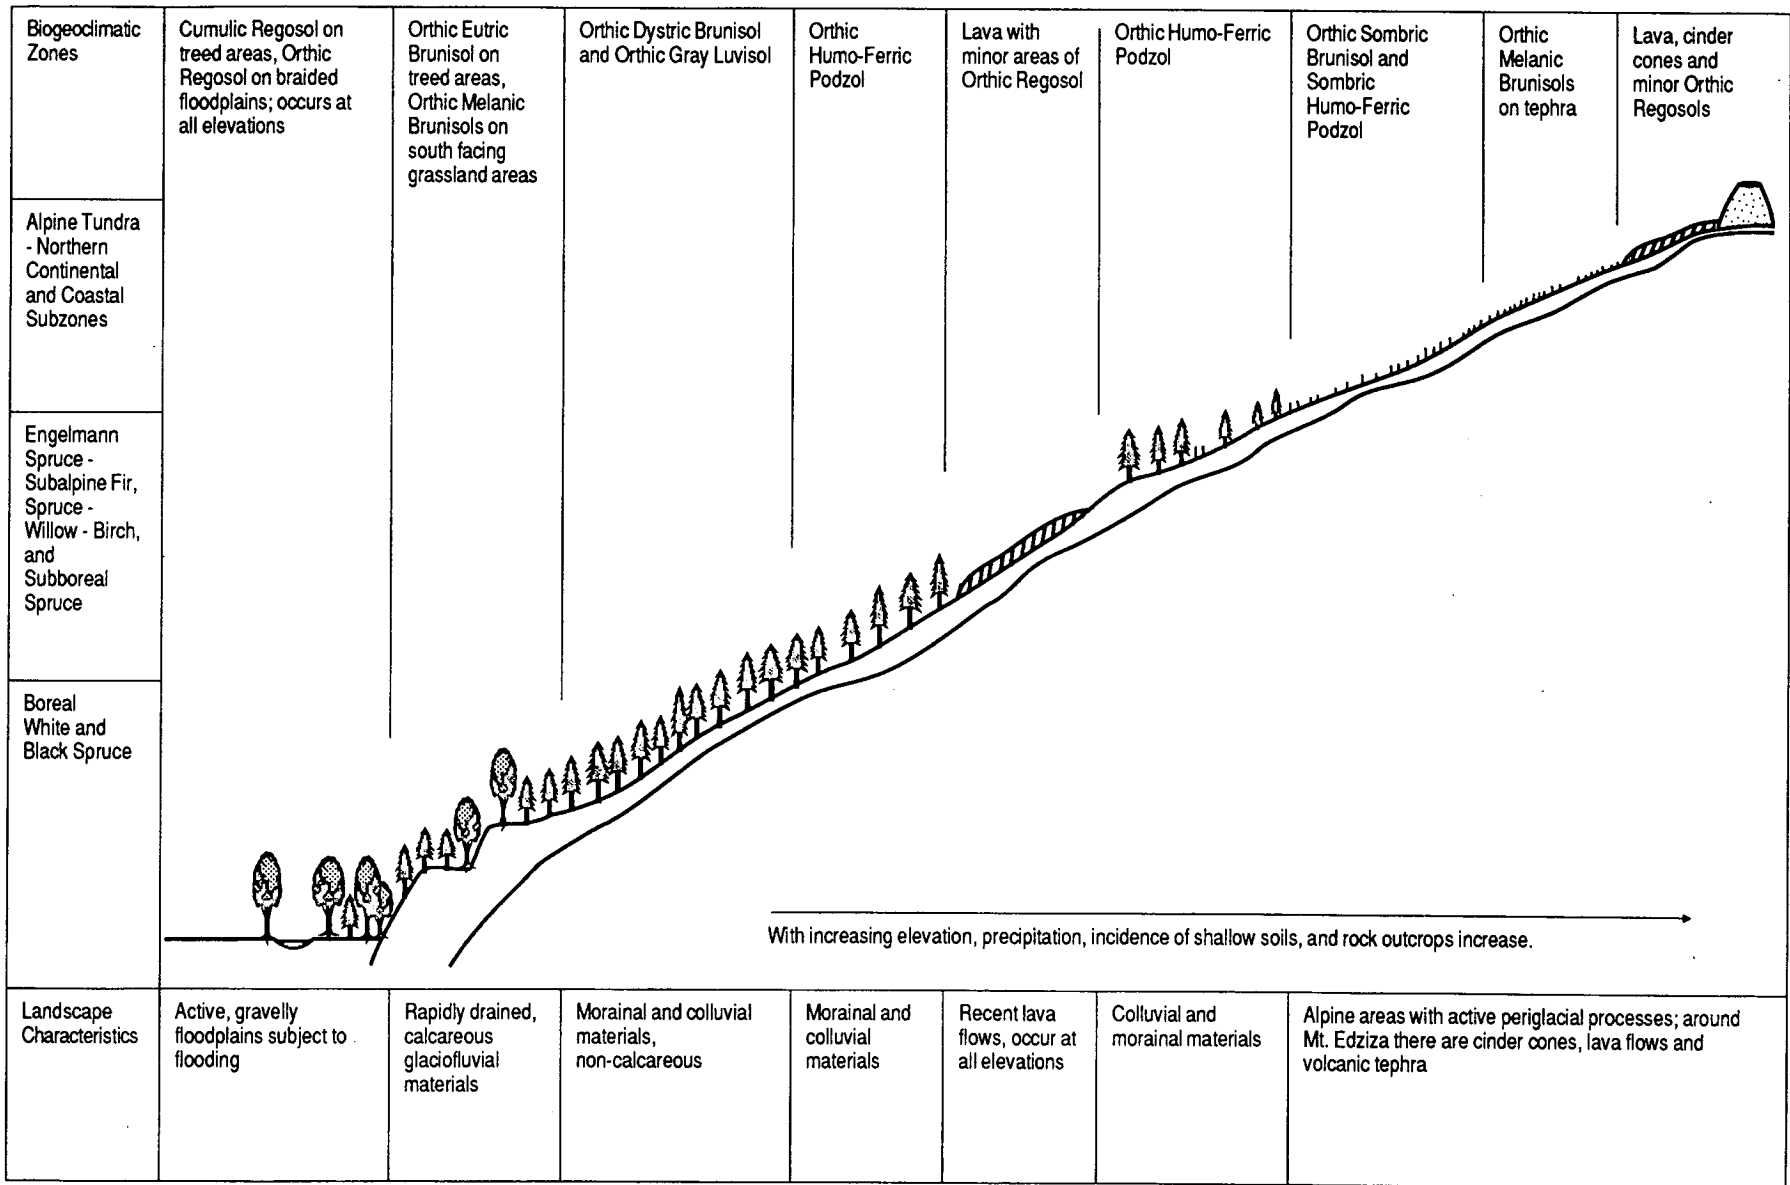 Biogeoclimatic
Zones
Cumulic Regosol on
treed areas, Orthic
Regosol on braided
floodplains; occurs at
all elevations
Orthic Eutric
Brunisol on
treed areas,
Orthic Melanic
Brunisols on
south facing
grassland areas
Orthic Dystric Brunisol
and Orthic Gray Luvisol
Orthic
Humo-Ferric
Podzol
Lava with
minor areas of
Orthic Regosol
Orthic Humo-Ferric
Podzol
Orthic Sombric
Brunisol and
Sombric
Humo-Ferric
Podzol
Orthic
Melanic
Brunisols
on tephra
Lava, cinder
cones and
minor Orthic
Regosols
Alpine Tundra
- Northern
Continental
and Coastal
Subzones
Engelmann
Spruce -
Subalpine Fir,
Spruce -
Willow - Birch,
and
Subboreal
Spruce
Boreal
White and
Black Spruce
With increasing elevation, precipitation, incidence of shallow soils, and rock outcrops increase.
Landscape
Characteristics
Active, gravelly
floodplains subject to
flooding
Rapidly drained,
calcareous
glaciofluvial
materials
Morainal and colluvial
materials,
non-calcareous
Morainal and
colluvial
materials
Recent lava
flows, occur at
all elevations
Colluvial and
morainal materials
Alpine areas with active periglacial processes; around
Mt. Edziza there are cinder cones, lava flows and
volcanic tephra